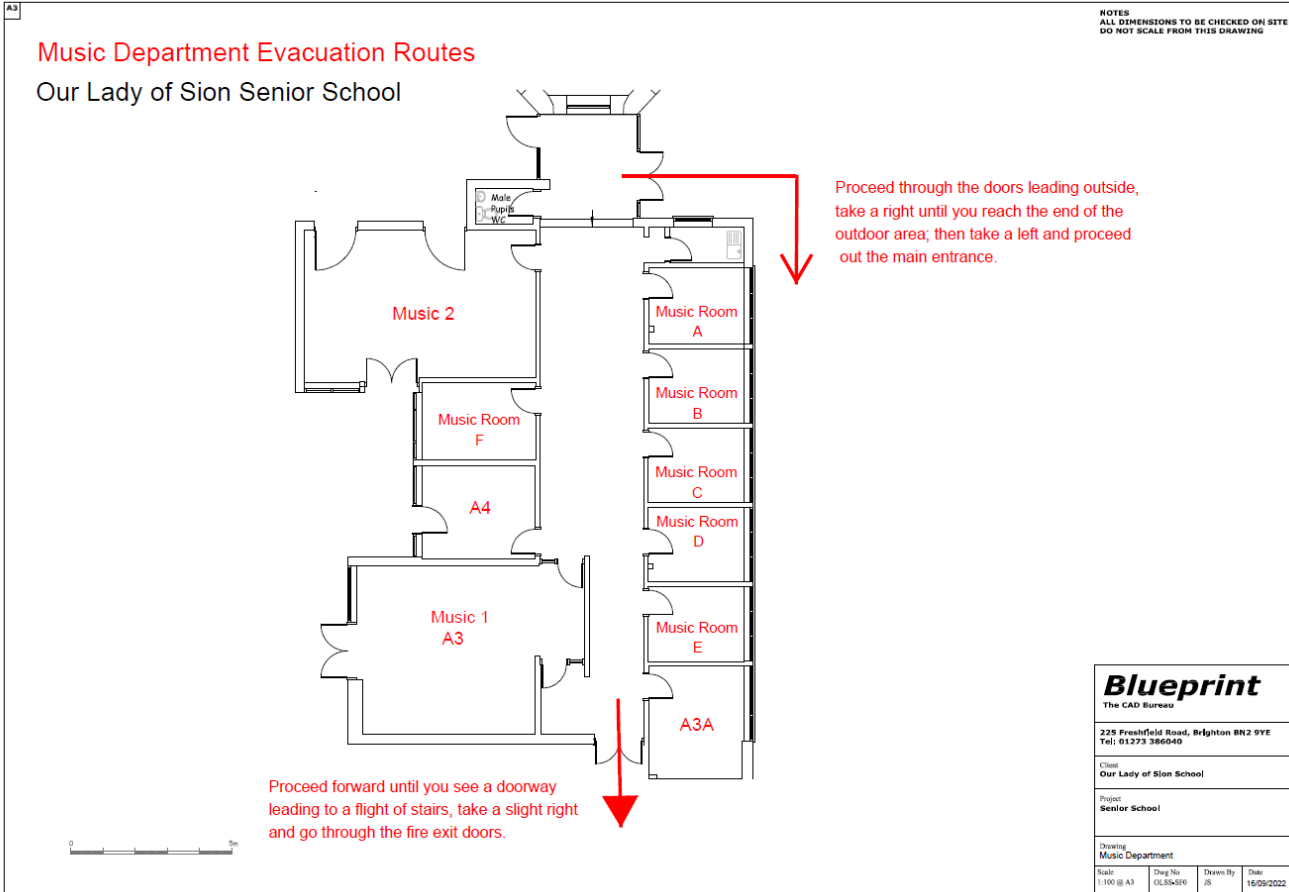 A3
NOTES
ALL DIMENSIONS TO BE CHECKED ON SITE
DO NOT SCALE FROM THIS DRAWING
Music Department Evacuation Routes
Our Lady of Sion Senior School
Male
Pupils
WC
Proceed through the doors leading outside,
take a right until you reach the end of the
outdoor area; then take a left and proceed
out the main entrance.
Music 2
Music Room
A
Music Room
B
Music Room
F
Music Room
C
A4
Music Room
D
Music 1
A3
Music Room
E
A3A
Proceed forward until you see a doorway
leading to a flight of stairs, take a slight right
and go through the fire exit doors.
0
5m
Blueprint
The CAD Bureau
225 Freshfield Road, Brighton BN2 9YE
Tel: 01273 386040
Client
Our Lady of Sion School
Project
Senior School
Drawing
Music Department
Scale
1:100 @ A3
Dwg No
OLSS-SF0
Drawn By
JS
Date
16/09/2022